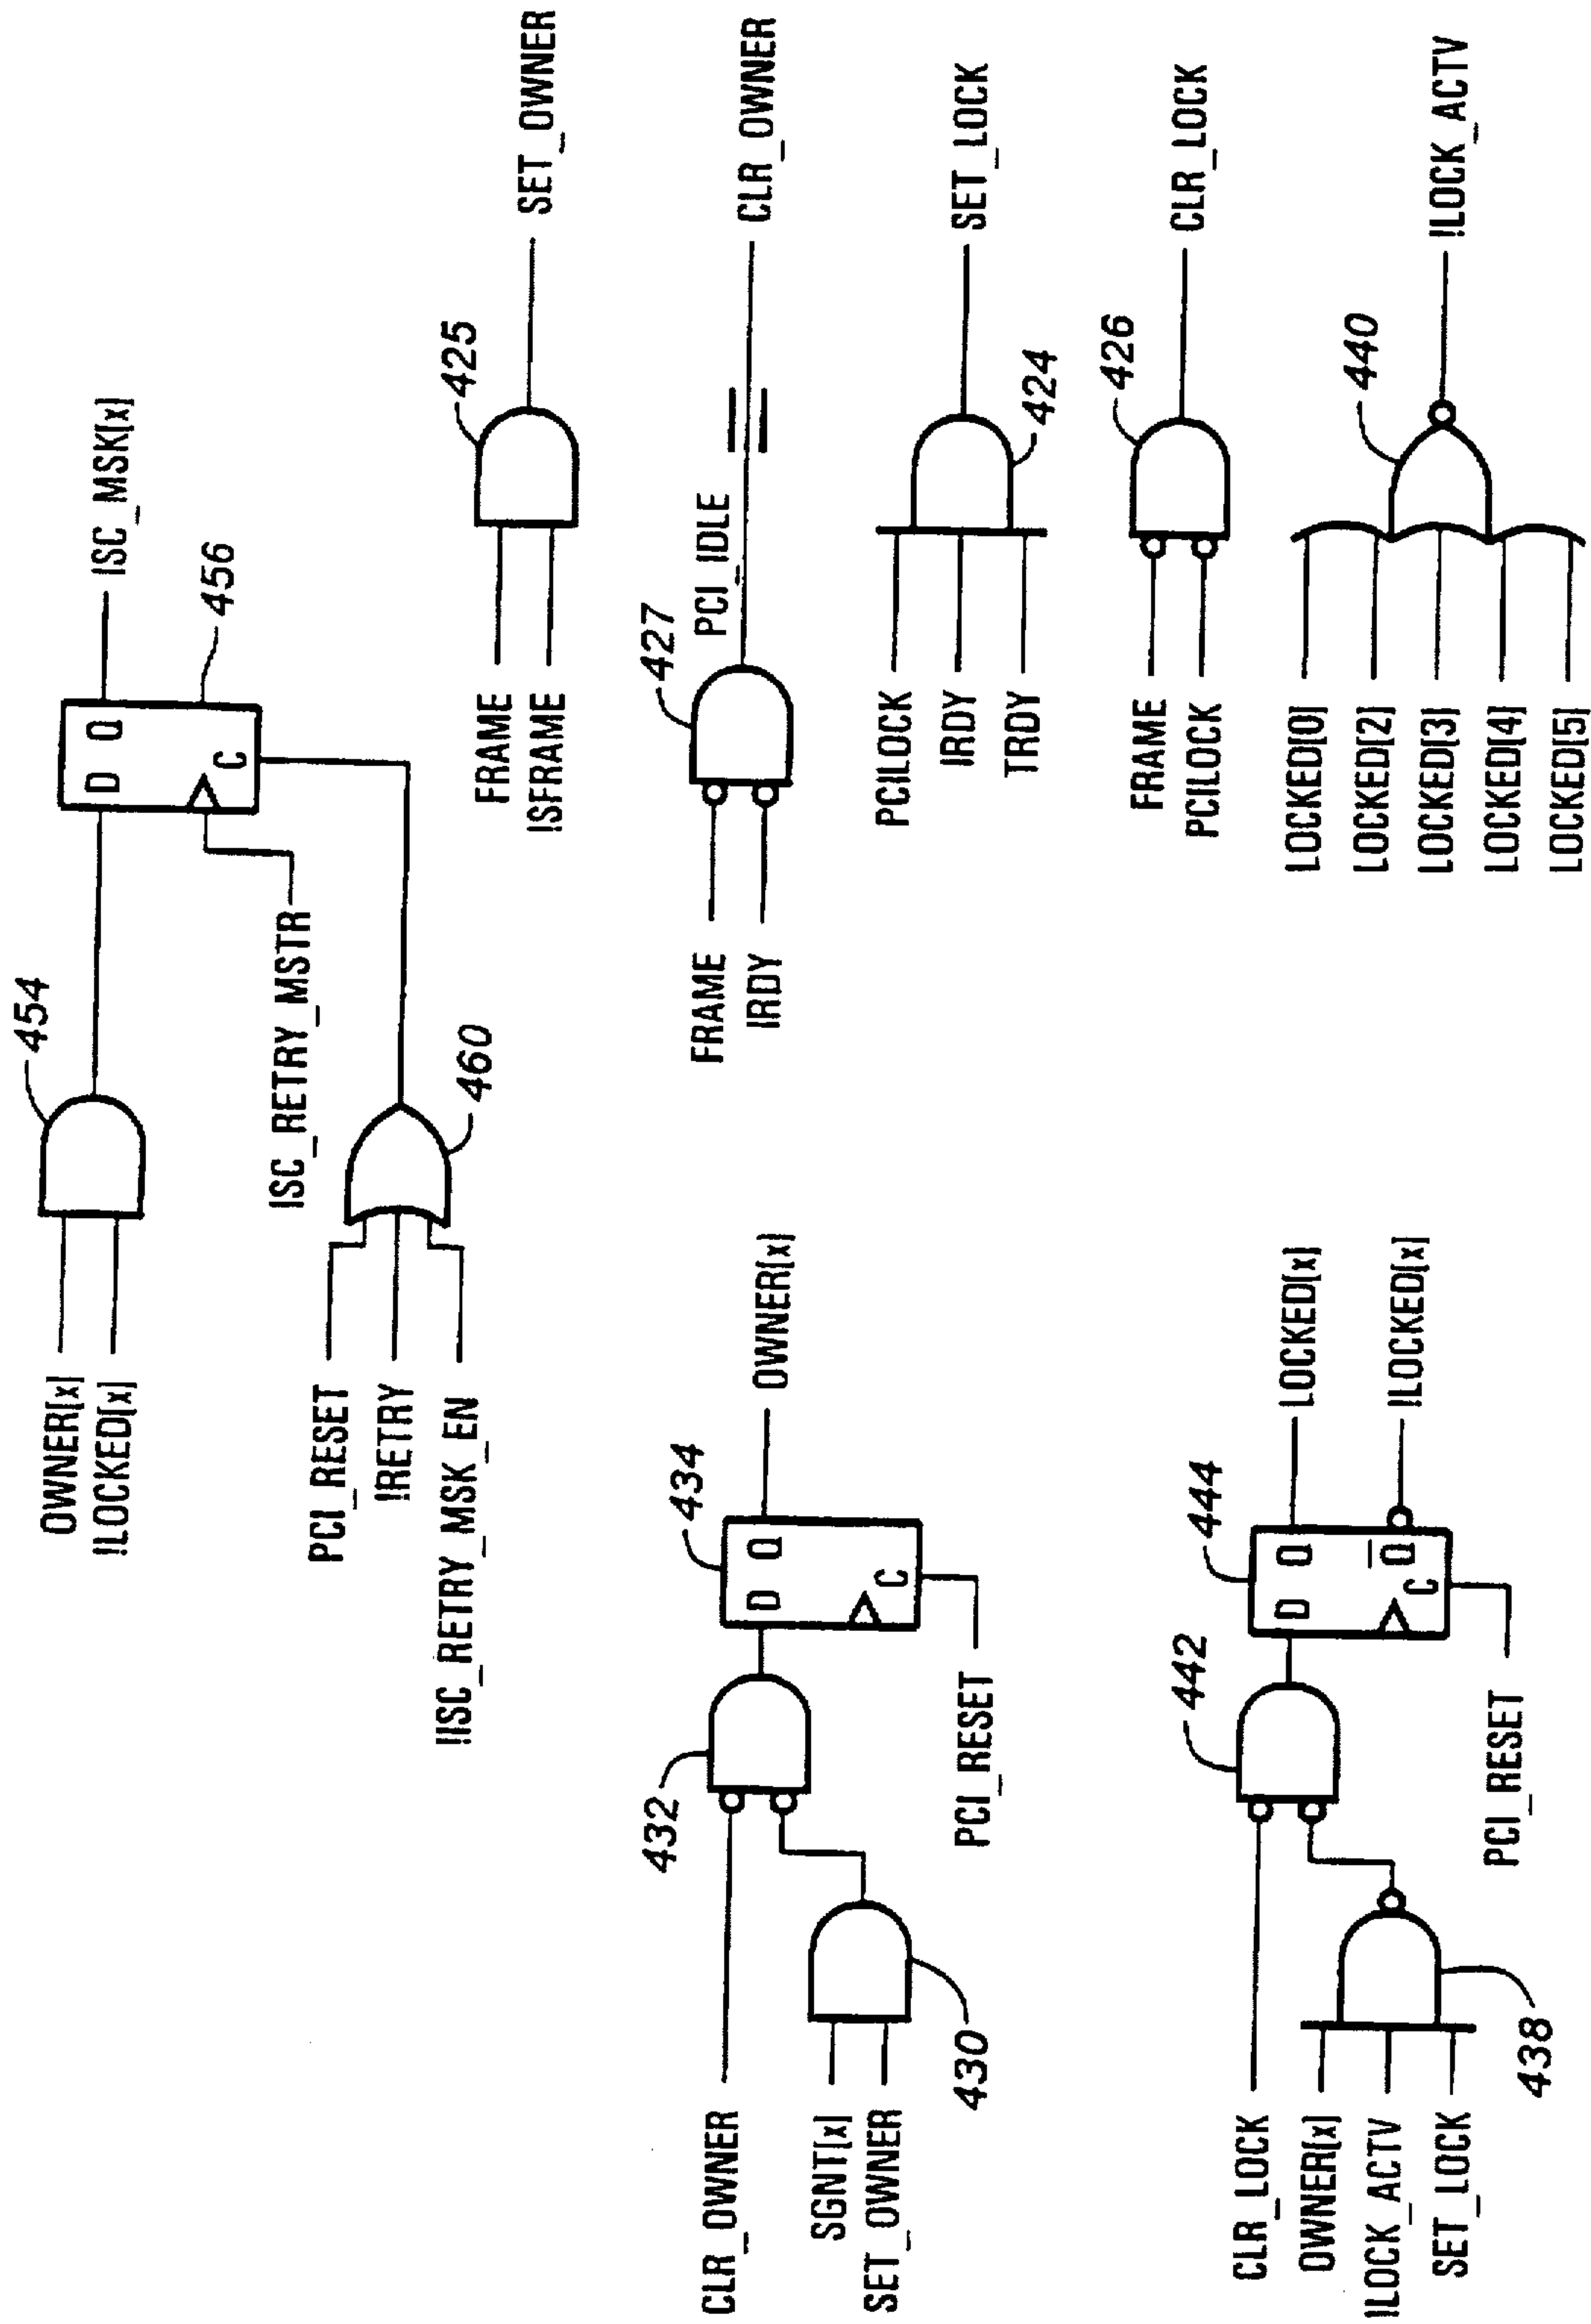 454
OWNER[x]
!LOCKED[x]
D Q
C
ISC_MSK[x]
456
ISC_RETRY_MSTR
PCI_RESET
!RETRY
!ISC_RETRY_MSK_EN
460
425
FRAME
!SFRAME
SET_OWNER
CLR_OWNER
432
SGNT[x]
SET_OWNER
430
434
D Q
C
OWNER[x]
PCI_RESET
427
FRAME
IRDY
PCI_IDLE
CLR_OWNER
PCILOCK
IRDY
TRDY
SET_LOCK
424
426
FRAME
PCILOCK
CLR_LOCK
CLR_LOCK
OWNER[x]
!LOCK_ACTV
SET_LOCK
438
442
444
D Q
Q
C
LOCKED[x]
!LOCKED[x]
PCI_RESET
440
LOCKED[0]
LOCKED[2]
LOCKED[3]
LOCKED[4]
LOCKED[5]
!LOCK_ACTV